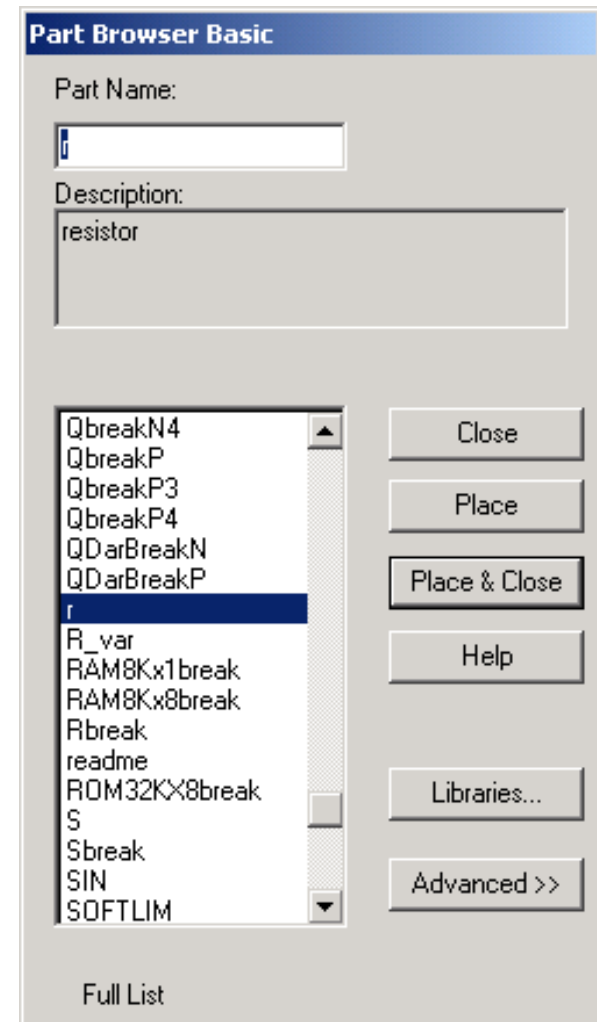 Part Browser Basic
Part Name:
r
Description:
resistor
QbreakN4
QbreakP
QbreakP3
QbreakP4
QDarBreakN
QDarBreakP
r
R_var
RAM8Kx1break
RAM8Kx8break
Rbreak
readme
ROM32KX8break
S
Sbreak
SIN
SOFTLIM
Close
Place
Place & Close
Help
Libraries...
Advanced >>
Full List